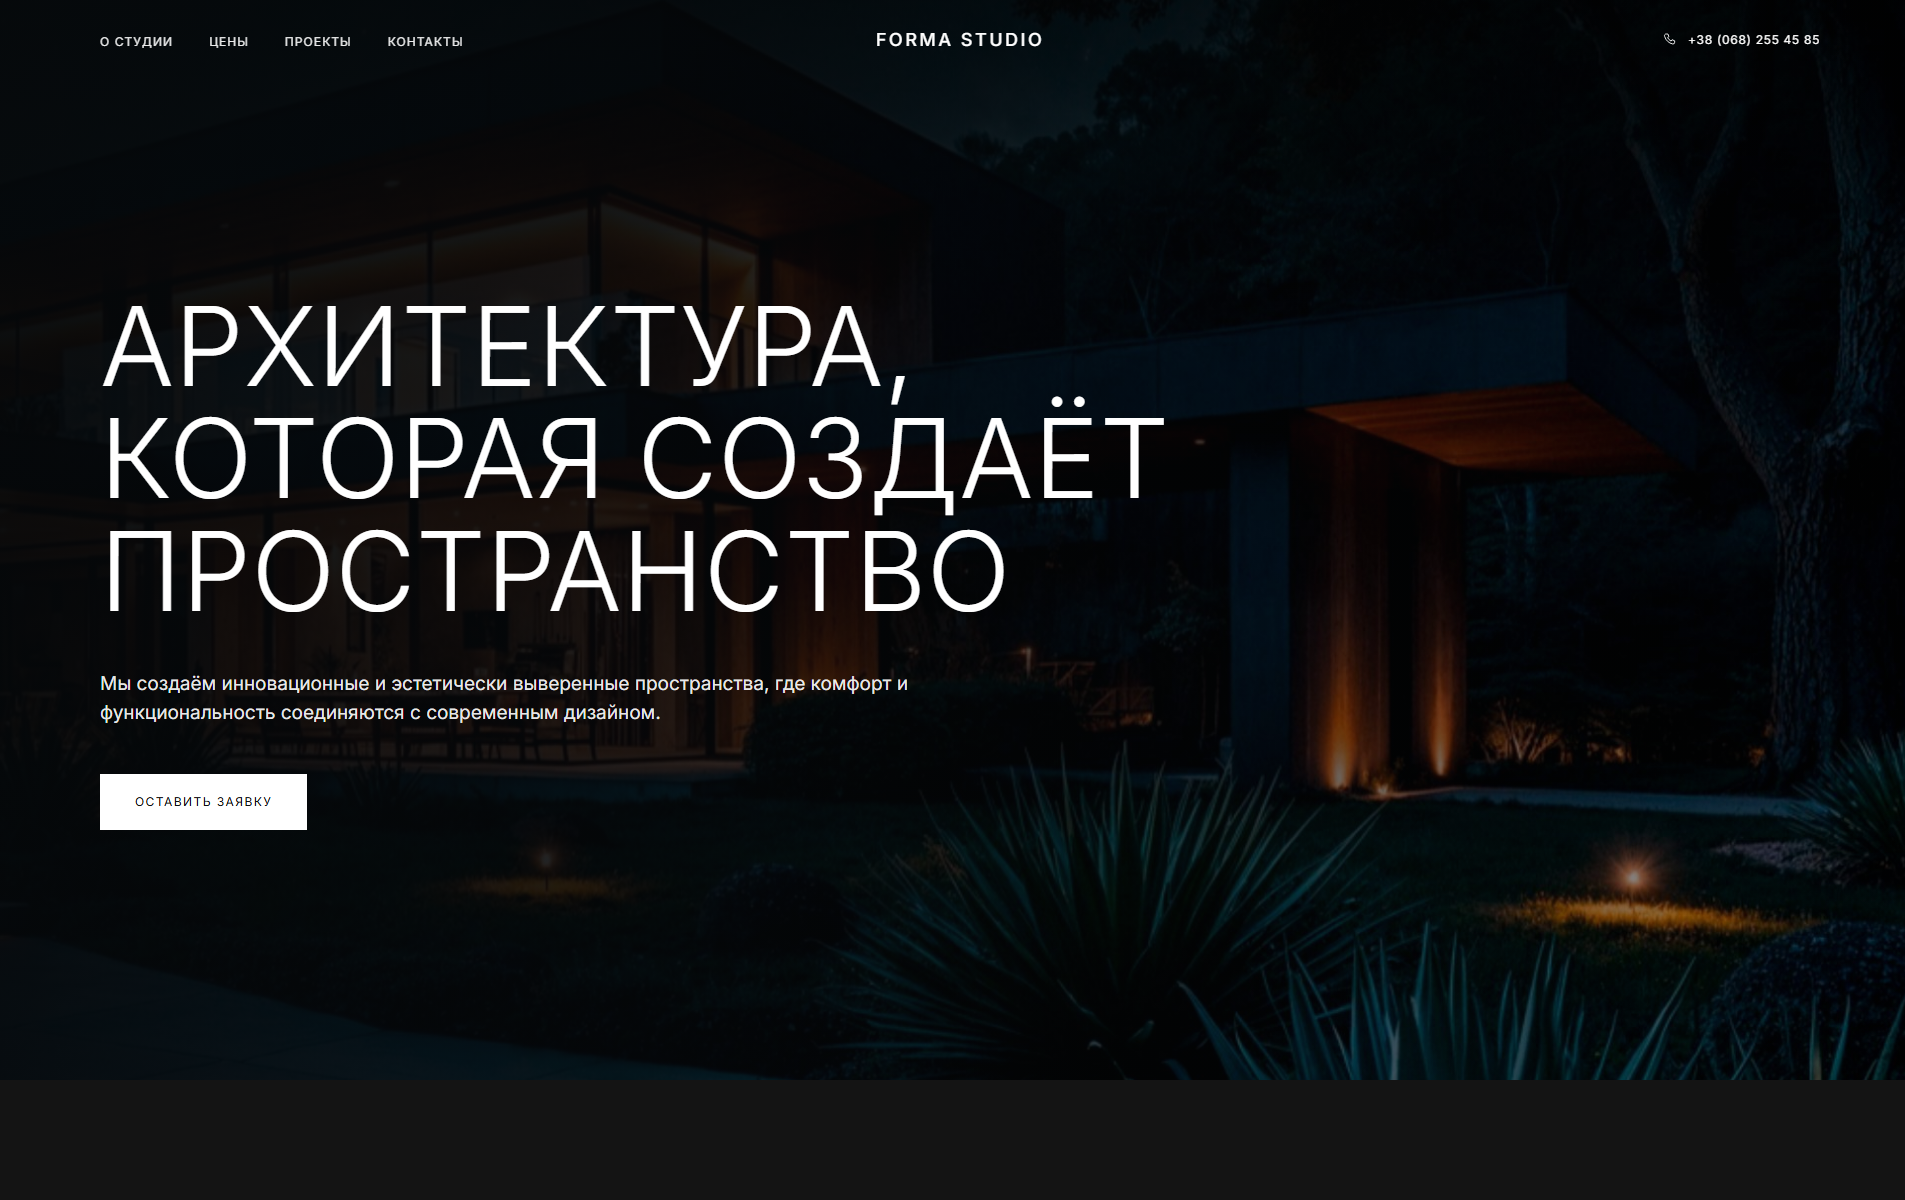 О СТУДИИ
ЦЕНЫ
ПРОЕКТЫ
КОНТАКТЫ
FORMA STUDIO
+38 (068) 255 45 85
АРХИТЕКТУРА,
КОТОРАЯ СОЗДАЁТ
ПРОСТРАНСТВО
Мы создаём инновационные и эстетически выверенные пространства, где комфорт и
функциональность соединяются с современным дизайном.
ОСТАВИТЬ ЗАЯВКУ